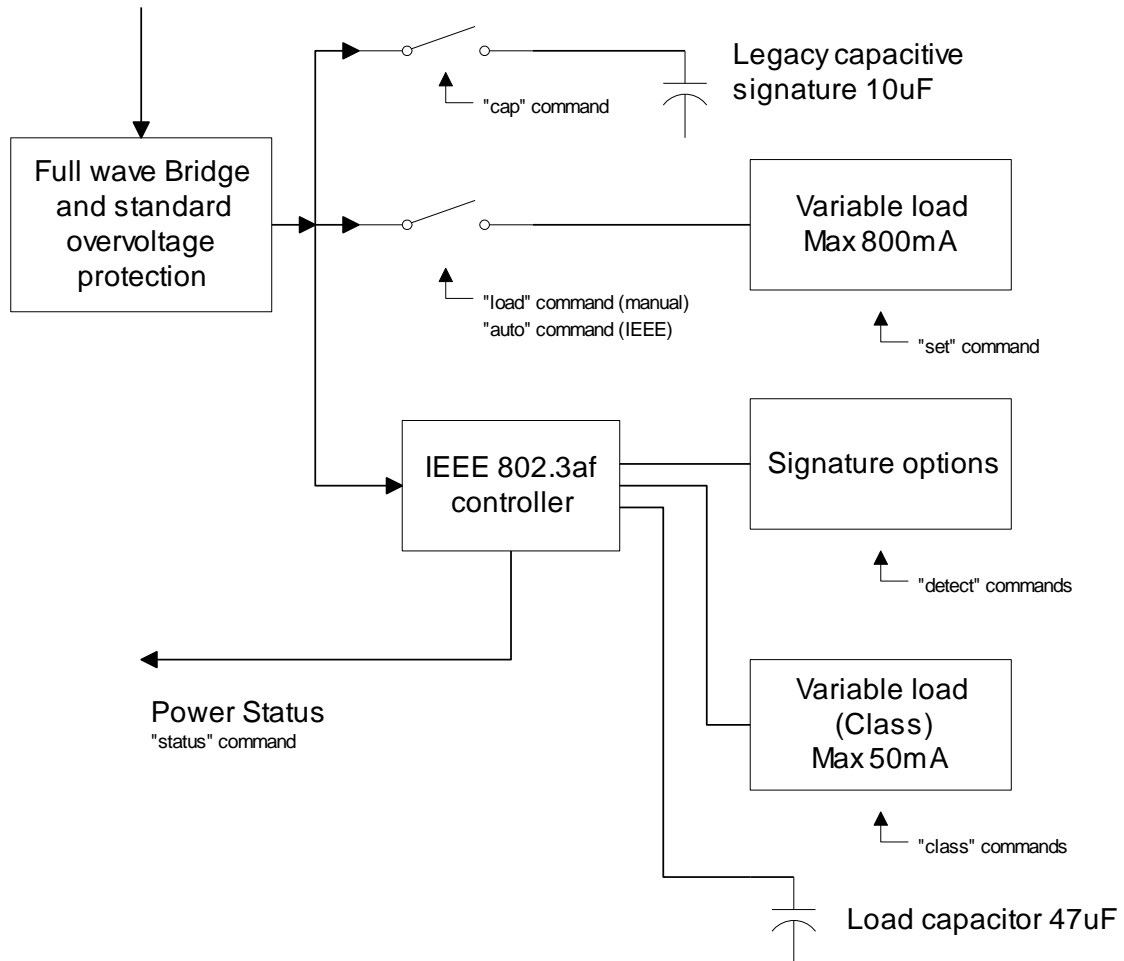 Legacy capacitive
signature 10uF
"cap" command
Full wave Bridge
and standard
overvoltage
protection
Variable load
Max 800mA
"load" command (manual)
"auto" command (IEEE)
"set" command
IEEE 802.3af
controller
Signature options
"detect" commands
Power Status
"status" command
Variable load
(Class)
Max 50mA
"class" commands
Load capacitor 47uF